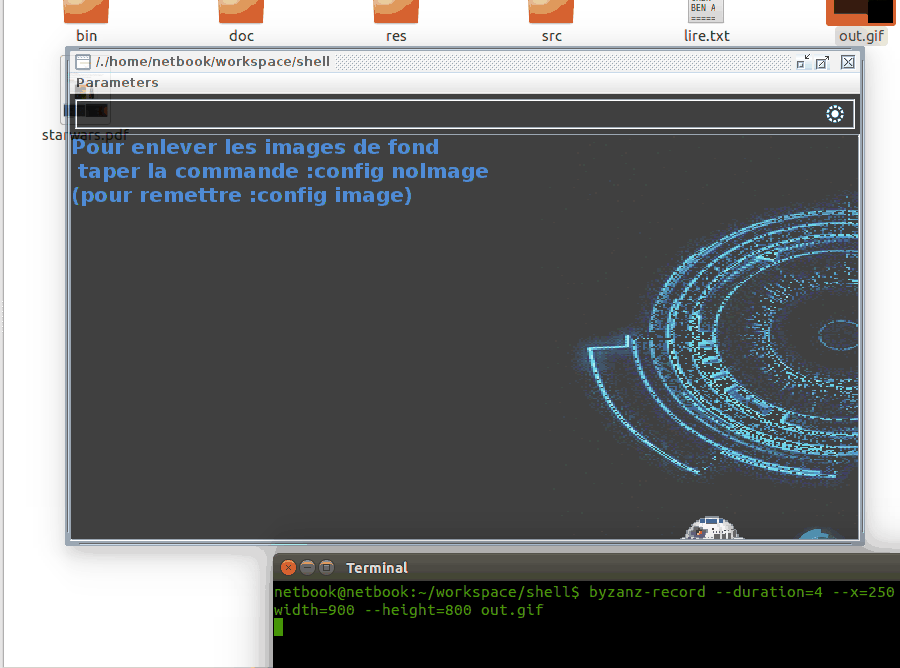 BEN A
=====
bin
doc
res
src
lire.txt
out.gif
/./home/netbook/workspace/shell
Parameters
starwars.pdf
Pour enlever les images de fond
taper la commande :config noImage
(pour remettre :config image)
Terminal
netbook@netbook:~/workspace/shell$ byzanz-record --duration=4 --x=250
width=900 --height=800 out.gif